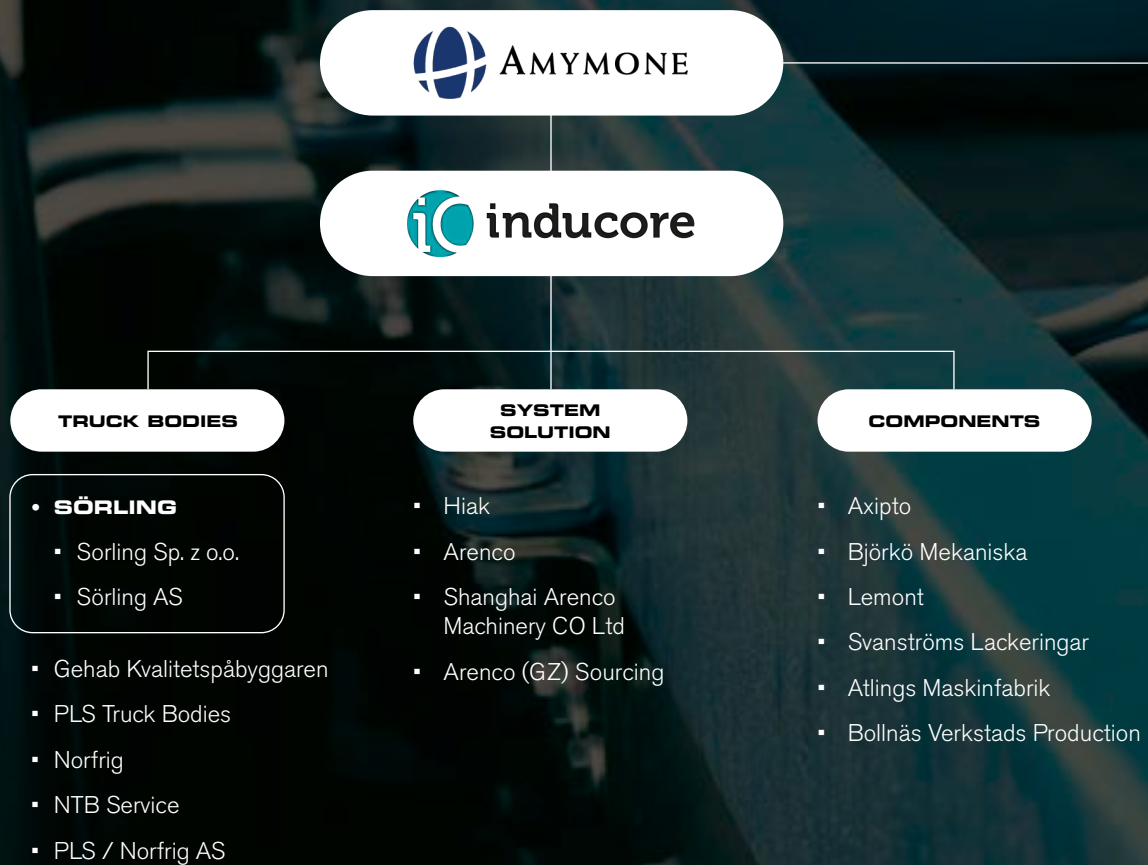 AMYMONE
iC inducore
TRUCK BODIES
• SÖRLING
▪ Sorling Sp. z o.o.
▪ Sörling AS
▪ Gehab Kvalitetspåbyggaren
▪ PLS Truck Bodies
▪ Norfrig
▪ NTB Service
▪ PLS / Norfrig AS
SYSTEM
SOLUTION
▪ Hiak
▪ Arenco
▪ Shanghai Arenco
Machinery CO Ltd
▪ Arenco (GZ) Sourcing
COMPONENTS
▪ Axipto
▪ Björkö Mekaniska
▪ Lemont
▪ Svanströms Lackeringar
▪ Atlings Maskinfabrik
▪ Bollnäs Verkstads Production